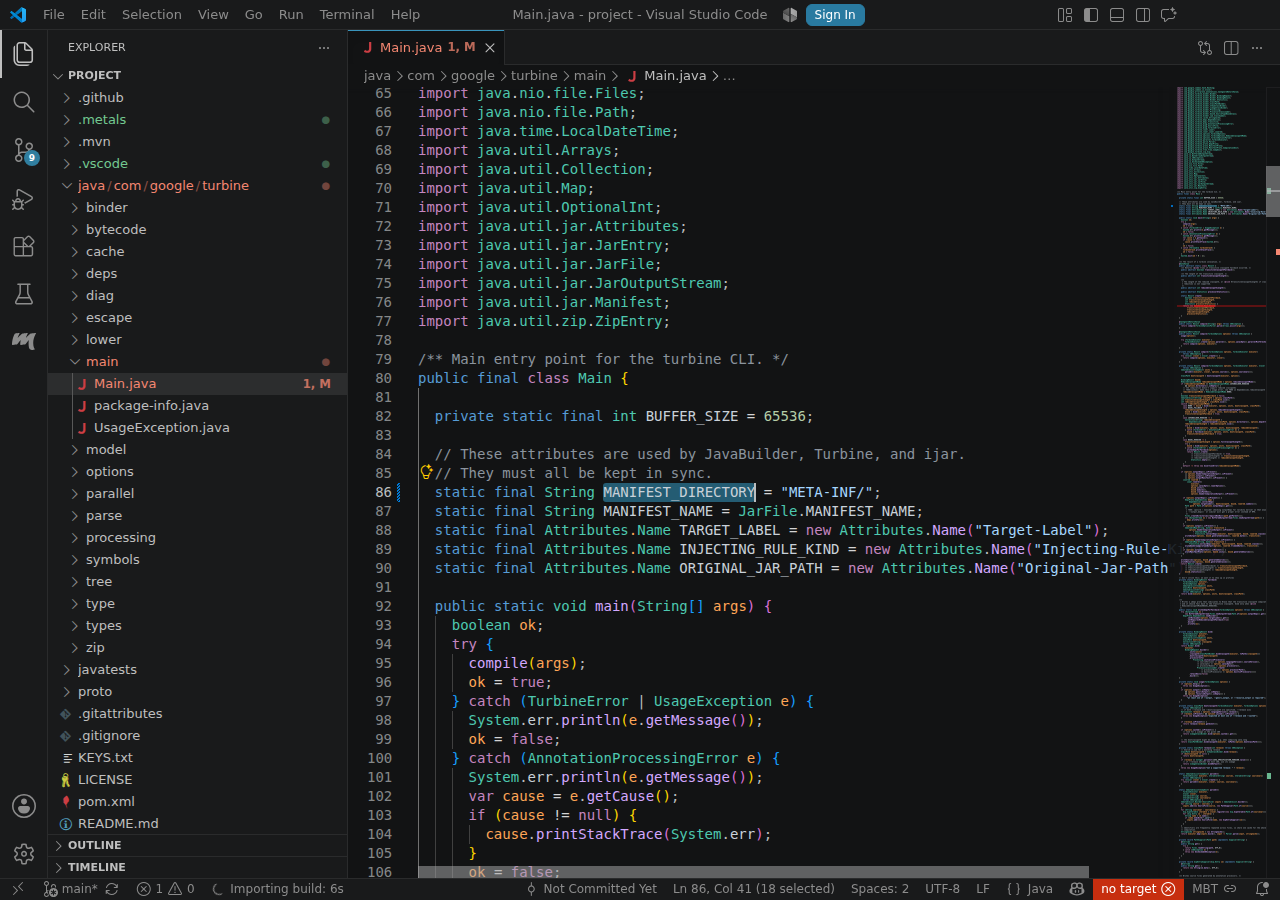 File Edit Selection View Go Run Terminal Help
Main.java - project - Visual Studio Code
Sign In
EXPLORER
PROJECT
.github
.metals
.mvn
.vscode
java/com/google/turbine
binder
bytecode
cache
deps
diag
escape
lower
main
Main.java 1, M
package-info.java
UsageException.java
model
options
parallel
parse
processing
symbols
tree
type
types
zip
javatests
proto
.gitattributes
.gitignore
KEYS.txt
LICENSE
pom.xml
README.md
OUTLINE
TIMELINE
9
Main.java 1, M
java > com > google > turbine > main > Main.java > ...
65 import java.nio.file.Files;
66 import java.nio.file.Path;
67 import java.time.LocalDateTime;
68 import java.util.Arrays;
69 import java.util.Collection;
70 import java.util.Map;
71 import java.util.OptionalInt;
72 import java.util.jar.Attributes;
73 import java.util.jar.JarEntry;
74 import java.util.jar.JarFile;
75 import java.util.jar.JarOutputStream;
76 import java.util.jar.Manifest;
77 import java.util.zip.ZipEntry;
78
79 /** Main entry point for the turbine CLI. */
80 public final class Main {
81
82 private static final int BUFFER_SIZE = 65536;
83
84 // These attributes are used by JavaBuilder, Turbine, and ijar.
85 // They must all be kept in sync.
86 static final String MANIFEST_DIRECTORY = "META-INF/";
87 static final String MANIFEST_NAME = JarFile.MANIFEST_NAME;
88 static final Attributes.Name TARGET_LABEL = new Attributes.Name("Target-Label");
89 static final Attributes.Name INJECTING_RULE_KIND = new Attributes.Name("Injecting-Rule-K
90 static final Attributes.Name ORIGINAL_JAR_PATH = new Attributes.Name("Original-Jar-Path
91
92 public static void main(String[] args) {
93 boolean ok;
94 try {
95 compile(args);
96 ok = true;
97 } catch (TurbineError | UsageException e) {
98 System.err.println(e.getMessage());
99 ok = false;
100 } catch (AnnotationProcessingError e) {
101 System.err.println(e.getMessage());
102 var cause = e.getCause();
103 if (cause != null) {
104 cause.printStackTrace(System.err);
105 }
106 ok = false;
main* 1 0 Importing build: 6s Not Committed Yet Ln 86, Col 41 (18 selected) Spaces: 2 UTF-8 LF { } Java no target MBT